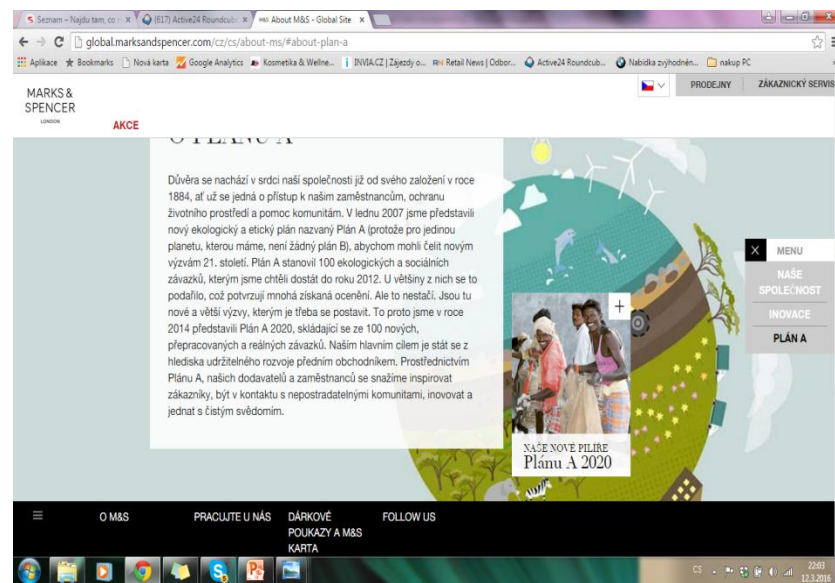 Seznam – Najdu tam, co h
(617) Active24 Roundcub
About M&S - Global Site
global.marksandspencer.com/cz/cs/about-ms/#about-plan-a
Aplikace
Bookmarks
Nová karta
Google Analytics
Kosmetika & Wellne...
INVIA.CZ | Zájezdy o...
Retail News | Odbor...
Active24 Roundcub...
Nabídka zvýhodněn...
nakup PC
MARKS &
SPENCER
LONDON
AKCE
PRODEJNY
ZÁKAZNICKÝ SERVIS
O PLÁNU A
Důvěra se nachází v srdci naší společnosti již od svého založení v roce
1884, ať už se jedná o přístup k našim zaměstnancům, ochranu
životního prostředí a pomoc komunitám. V lednu 2007 jsme představili
nový ekologický a etický plán nazvaný Plán A (protože pro jedinou
planetu, kterou máme, není žádný plán B), abychom mohli čelit novým
výzvám 21. století. Plán A stanovil 100 ekologických a sociálních
závazků, kterým jsme chtěli dostát do roku 2012. U většiny z nich se to
podařilo, což potvrzují mnohá získaná ocenění. Ale to nestačí. Jsou tu
nové a větší výzvy, kterým je třeba se postavit. To proto jsme v roce
2014 představili Plán A 2020, skládající se ze 100 nových,
přepracovaných a reálných závazků. Naším hlavním cílem je stát se z
hlediska udržitelného rozvoje předním obchodníkem. Prostřednictvím
Plánu A, našich dodavatelů a zaměstnanců se snažíme inspirovat
zákazníky, být v kontaktu s nepostradatelnými komunitami, inovovat a
jednat s čistým svědomím.
MENU
NAŠE
SPOLEČNOST
INOVACE
PLÁN A
NAŠE NOVÉ PILÍŘE
Plánu A 2020
O M&S
PRACUJTE U NÁS
DÁRKOVÉ
POUKAZY A M&S
KARTA
FOLLOW US
CS
22:03
12.3.2016